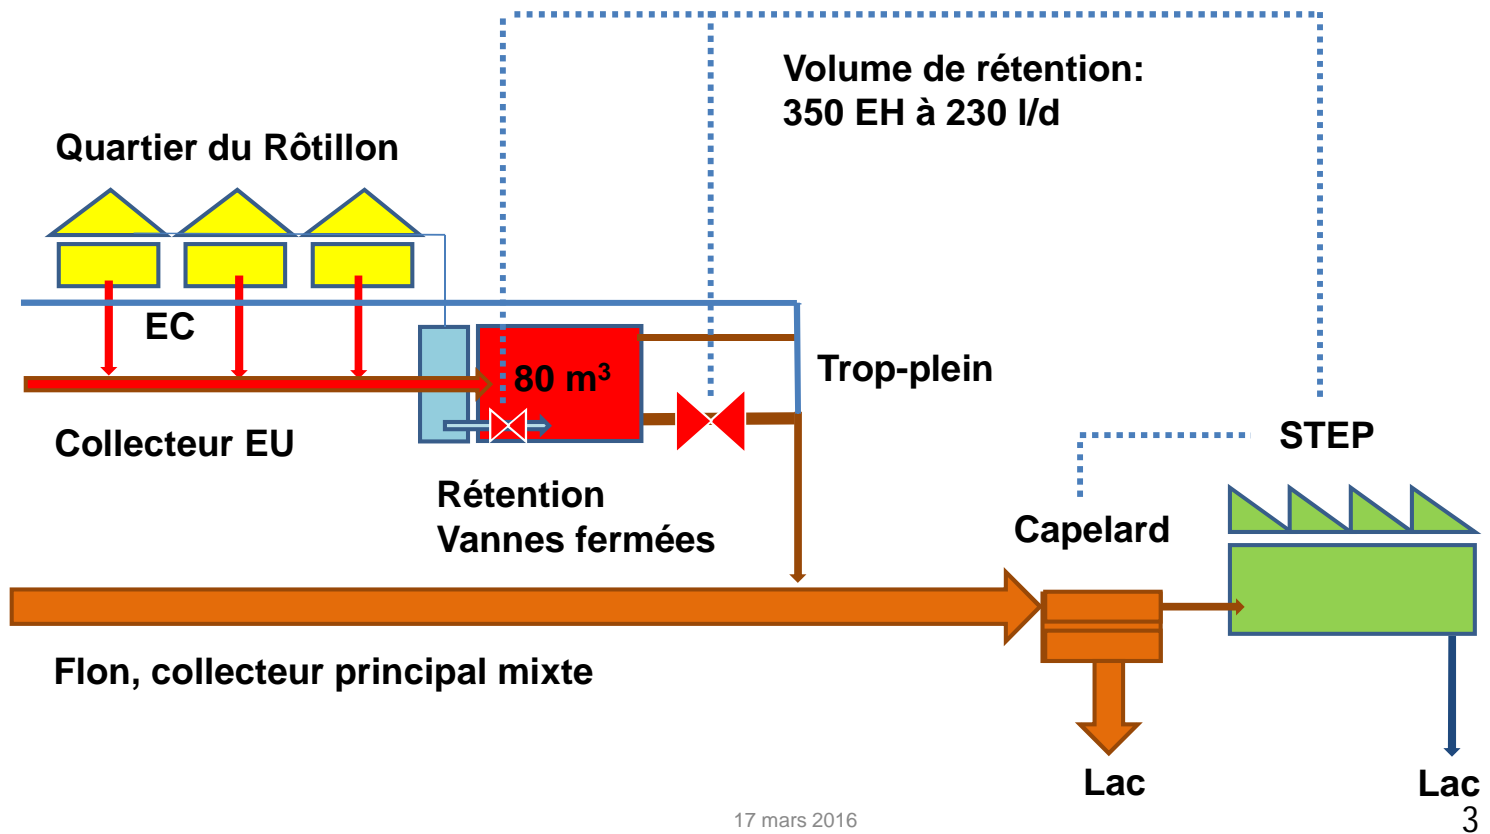 Volume de rétention:
350 EH à 230 l/d
Quartier du Rôtillon
EC
80 m³
Trop-plein
Collecteur EU
STEP
Rétention
Vannes fermées
Capelard
Flon, collecteur principal mixte
Lac
Lac
17 mars 2016
3